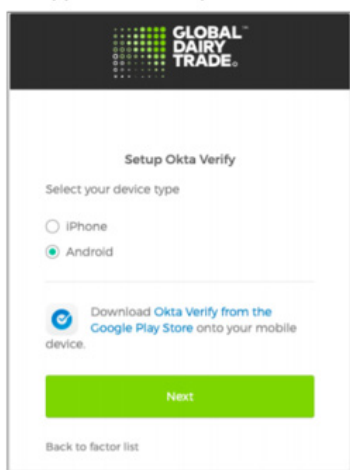 GLOBAL™
DAIRY
TRADE®
Setup Okta Verify
Select your device type
iPhone
Android
Download Okta Verify from the
Google Play Store onto your mobile
device.
Next
Back to factor list